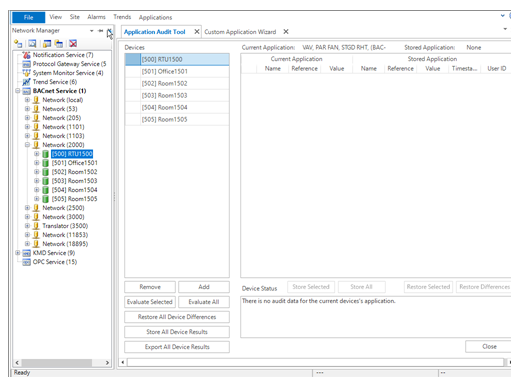 File View Site Alarms Trends Applications
Network Manager
Application Audit Tool Custom Application Wizard
Notification Service (7)
Protocol Gateway Service (5
System Monitor Service (4)
Trend Service (6)
BACnet Service (1)
Network (local)
Network (53)
Network (205)
Network (1101)
Network (1103)
Network (2000)
[500] RTU1500
[501] Office1501
[502] Room1502
[503] Room1503
[504] Room1504
[505] Room1505
Network (2500)
Network (3000)
Translator (3500)
Network (11853)
Network (18895)
KMD Service (9)
OPC Service (15)
Devices
[500] RTU1500
[501] Office1501
[502] Room1502
[503] Room1503
[504] Room1504
[505] Room1505
Current Application: VAV, PAR FAN, STGD RHT, (BAC- Stored Application: None
Current Application Stored Application
Name Reference Value Name Reference Value Timesta... User ID
Remove Add
Evaluate Selected Evaluate All
Restore All Device Differences
Store All Device Results
Export All Device Results
Device Status Store Selected Store All Restore Selected Restore Differences
There is no audit data for the current devices's application.
Close
Ready --- --